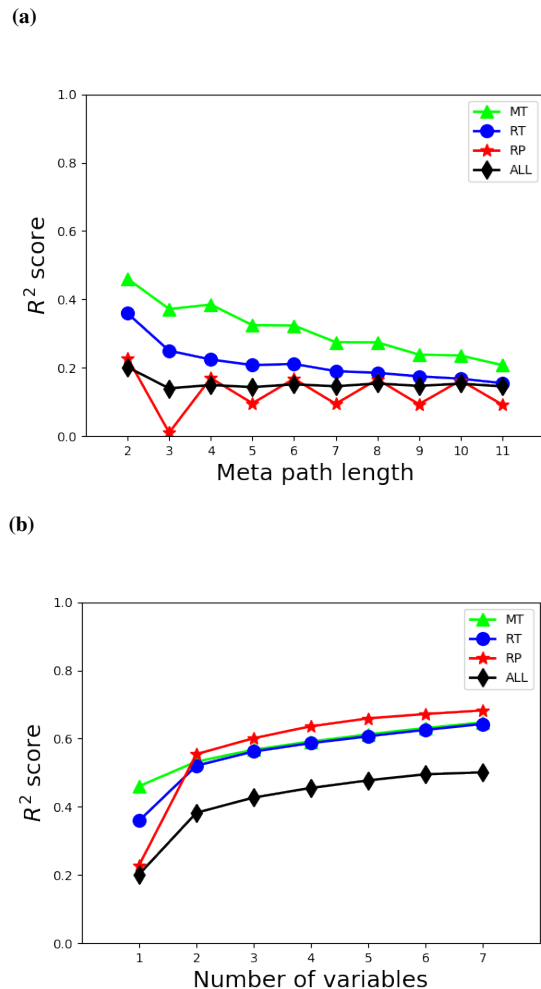 (a)
1.0
0.8
0.6
0.4
0.2
0.0
R² score
MT
RT
RP
ALL
2 3 4 5 6 7 8 9 10 11
Meta path length
(b)
1.0
0.8
0.6
0.4
0.2
0.0
R² score
MT
RT
RP
ALL
1 2 3 4 5 6 7
Number of variables